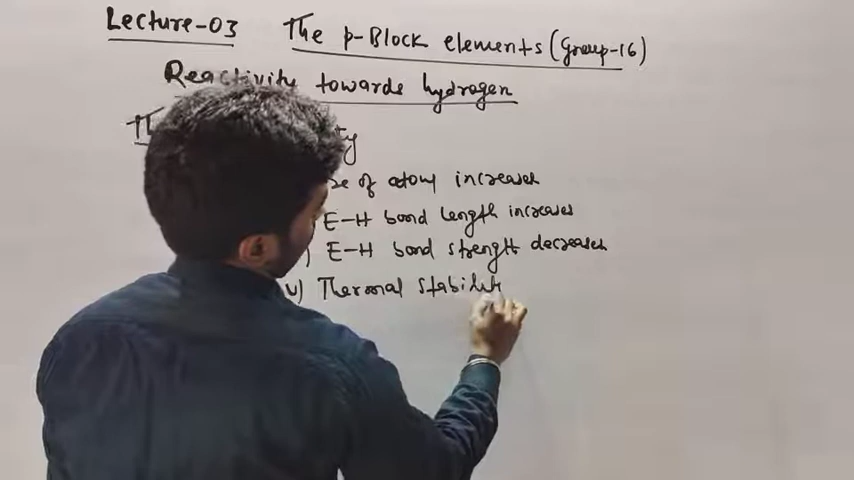 Lecture-03 The p-Block elements (Group-16)
Reactivity towards hydrogen
of atom increases
E-H bond length increases
) E-H bond strength decreases
v) Thermal stability